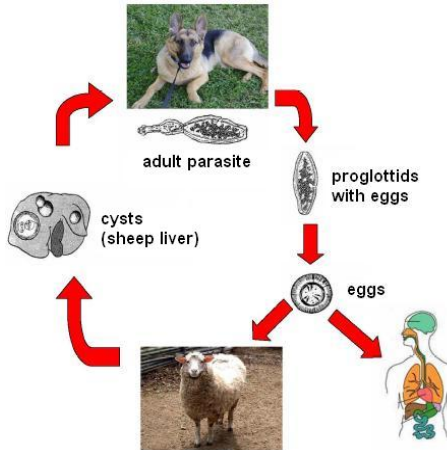 adult parasite
proglottids
with eggs
cysts
(sheep liver)
eggs